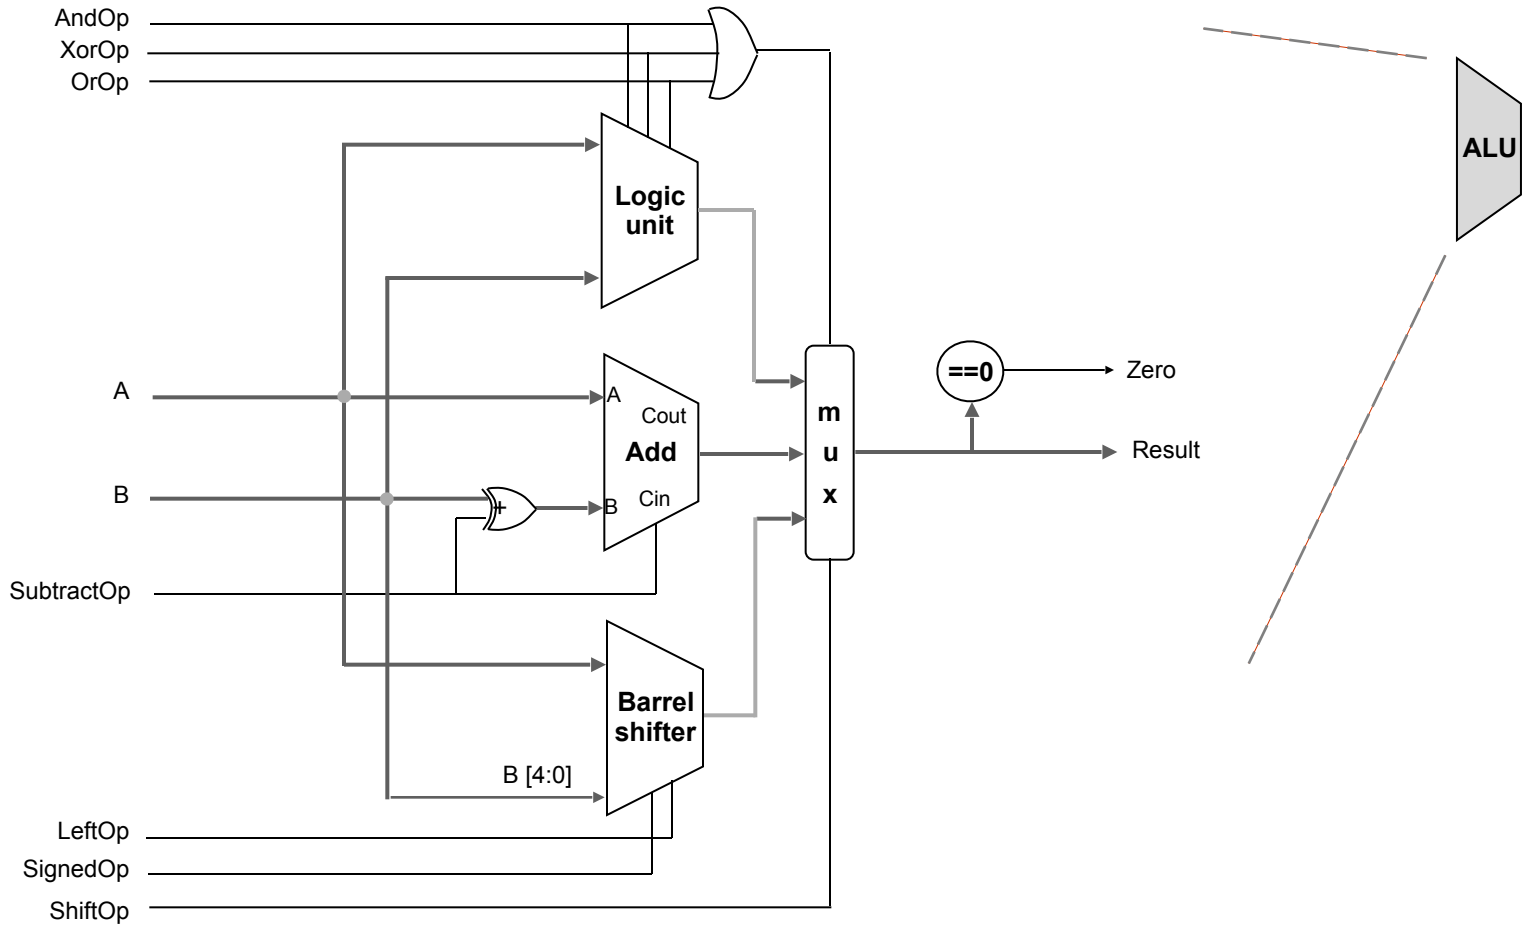 AndOp
XorOp
OrOp
ALU
Logic
unit
==0
Zero
A
A
Cout
m
Add
u
Result
B
Cin
x
+
B
SubtractOp
Barrel
shifter
B [4:0]
LeftOp
SignedOp
ShiftOp